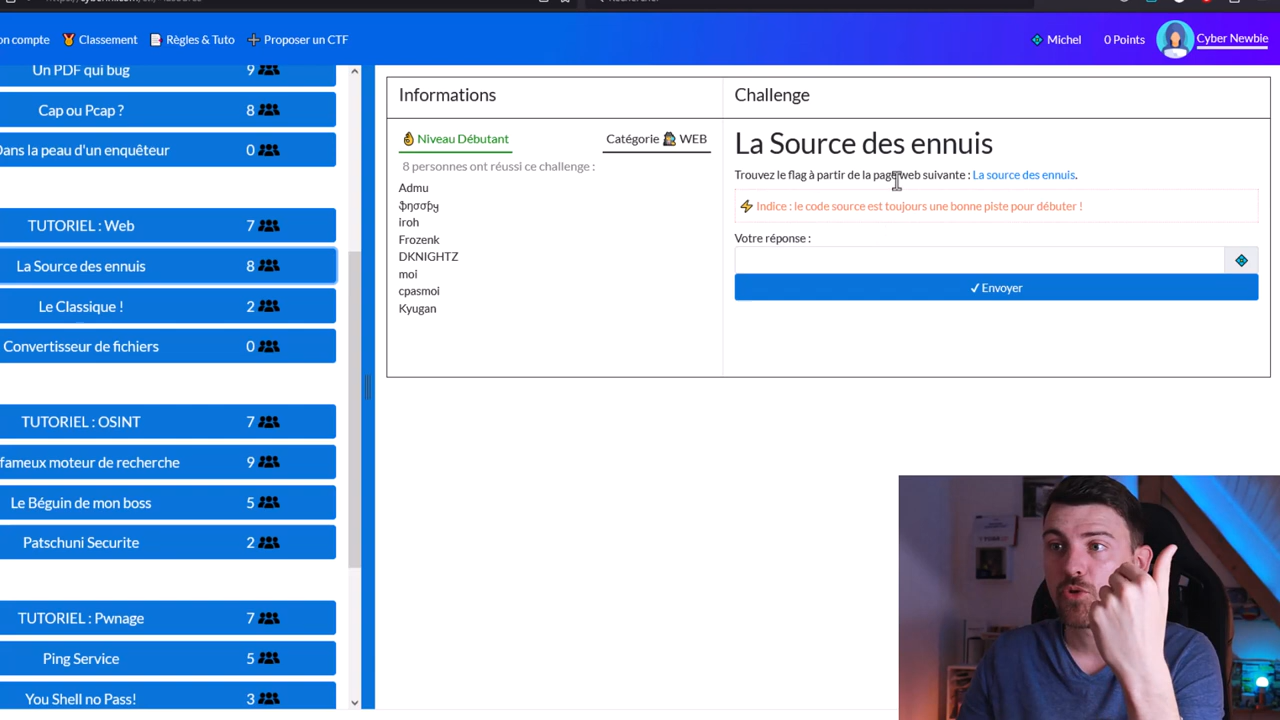 on compte
Classement
Règles & Tuto
Proposer un CTF
Michel
0 Points
Cyber Newbie
Un PDF qui bug 9
Cap ou Pcap ? 8
Dans la peau d'un enquêteur 0
TUTORIEL : Web 7
La Source des ennuis 8
Le Classique ! 2
Convertisseur de fichiers 0
TUTORIEL : OSINT 7
fameux moteur de recherche 9
Le Béguin de mon boss 5
Patschuni Securite 2
TUTORIEL : Pwnage 7
Ping Service 5
You Shell no Pass! 3
Informations
Niveau Débutant
Catégorie WEB
8 personnes ont réussi ce challenge :
Admu
iroh
Frozenk
DKNIGHTZ
moi
cpasmoi
Kyugan
Challenge
La Source des ennuis
Trouvez le flag à partir de la page web suivante : La source des ennuis.
Indice : le code source est toujours une bonne piste pour débuter !
Votre réponse :
✓ Envoyer